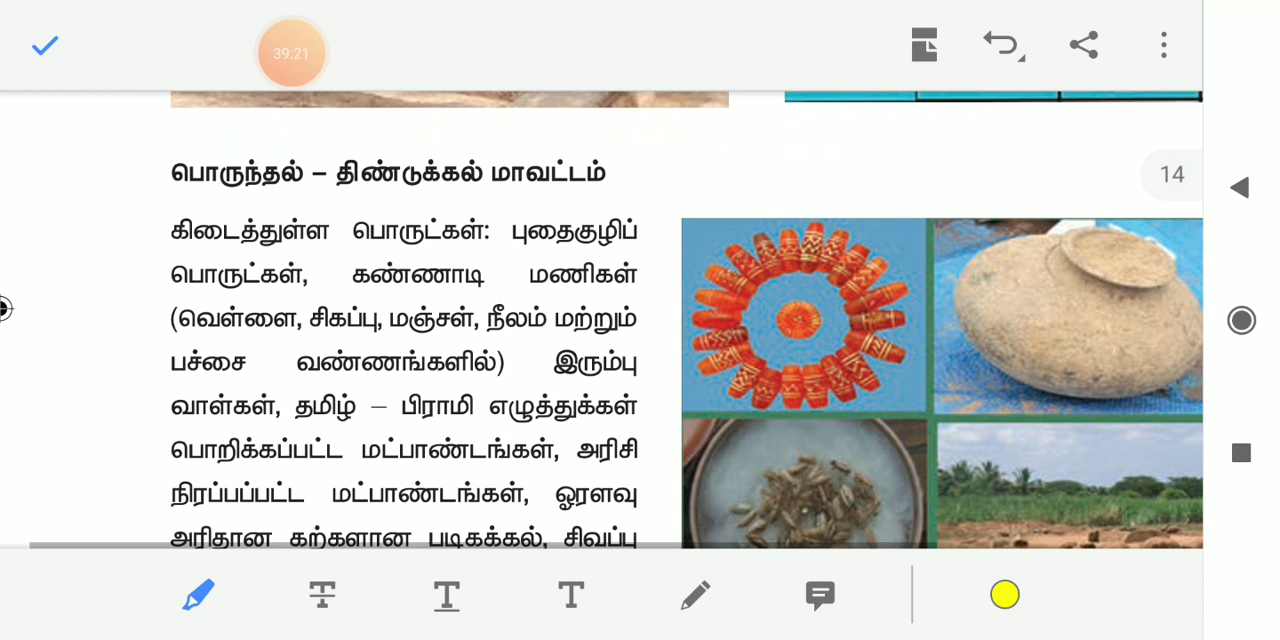 39:21
பொருந்தல் – திண்டுக்கல் மாவட்டம்
14
கிடைத்துள்ள பொருட்கள்: புதைகுழிப்
பொருட்கள், கண்ணாடி மணிகள்
(வெள்ளை, சிகப்பு, மஞ்சள், நீலம் மற்றும்
பச்சை வண்ணங்களில்) இரும்பு
வாள்கள், தமிழ் – பிராமி எழுத்துக்கள்
பொறிக்கப்பட்ட மட்பாண்டங்கள், அரிசி
நிரப்பப்பட்ட மட்பாண்டங்கள், ஓரளவு
அரிதான கற்களான படிகக்கல், சிவப்பு